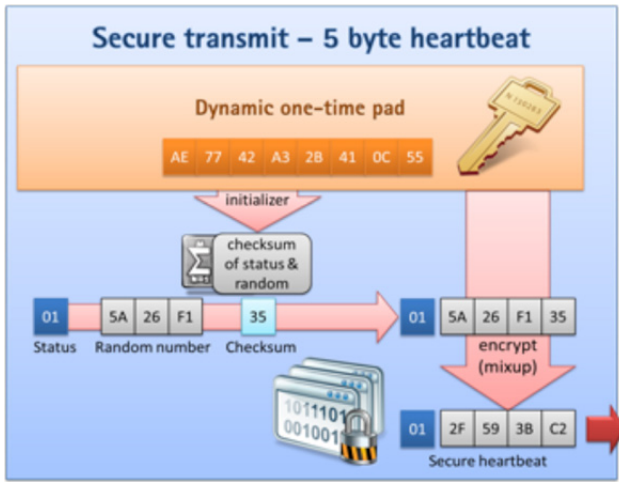 Secure transmit – 5 byte heartbeat
Dynamic one-time pad
AE 77 42 A3 2B 41 0C 55
initializer
checksum
of status &
random
01 5A 26 F1 35 01 5A 26 F1 35
Status Random number Checksum
encrypt
(mixup)
1011101
001001
01 2F 59 3B C2
Secure heartbeat